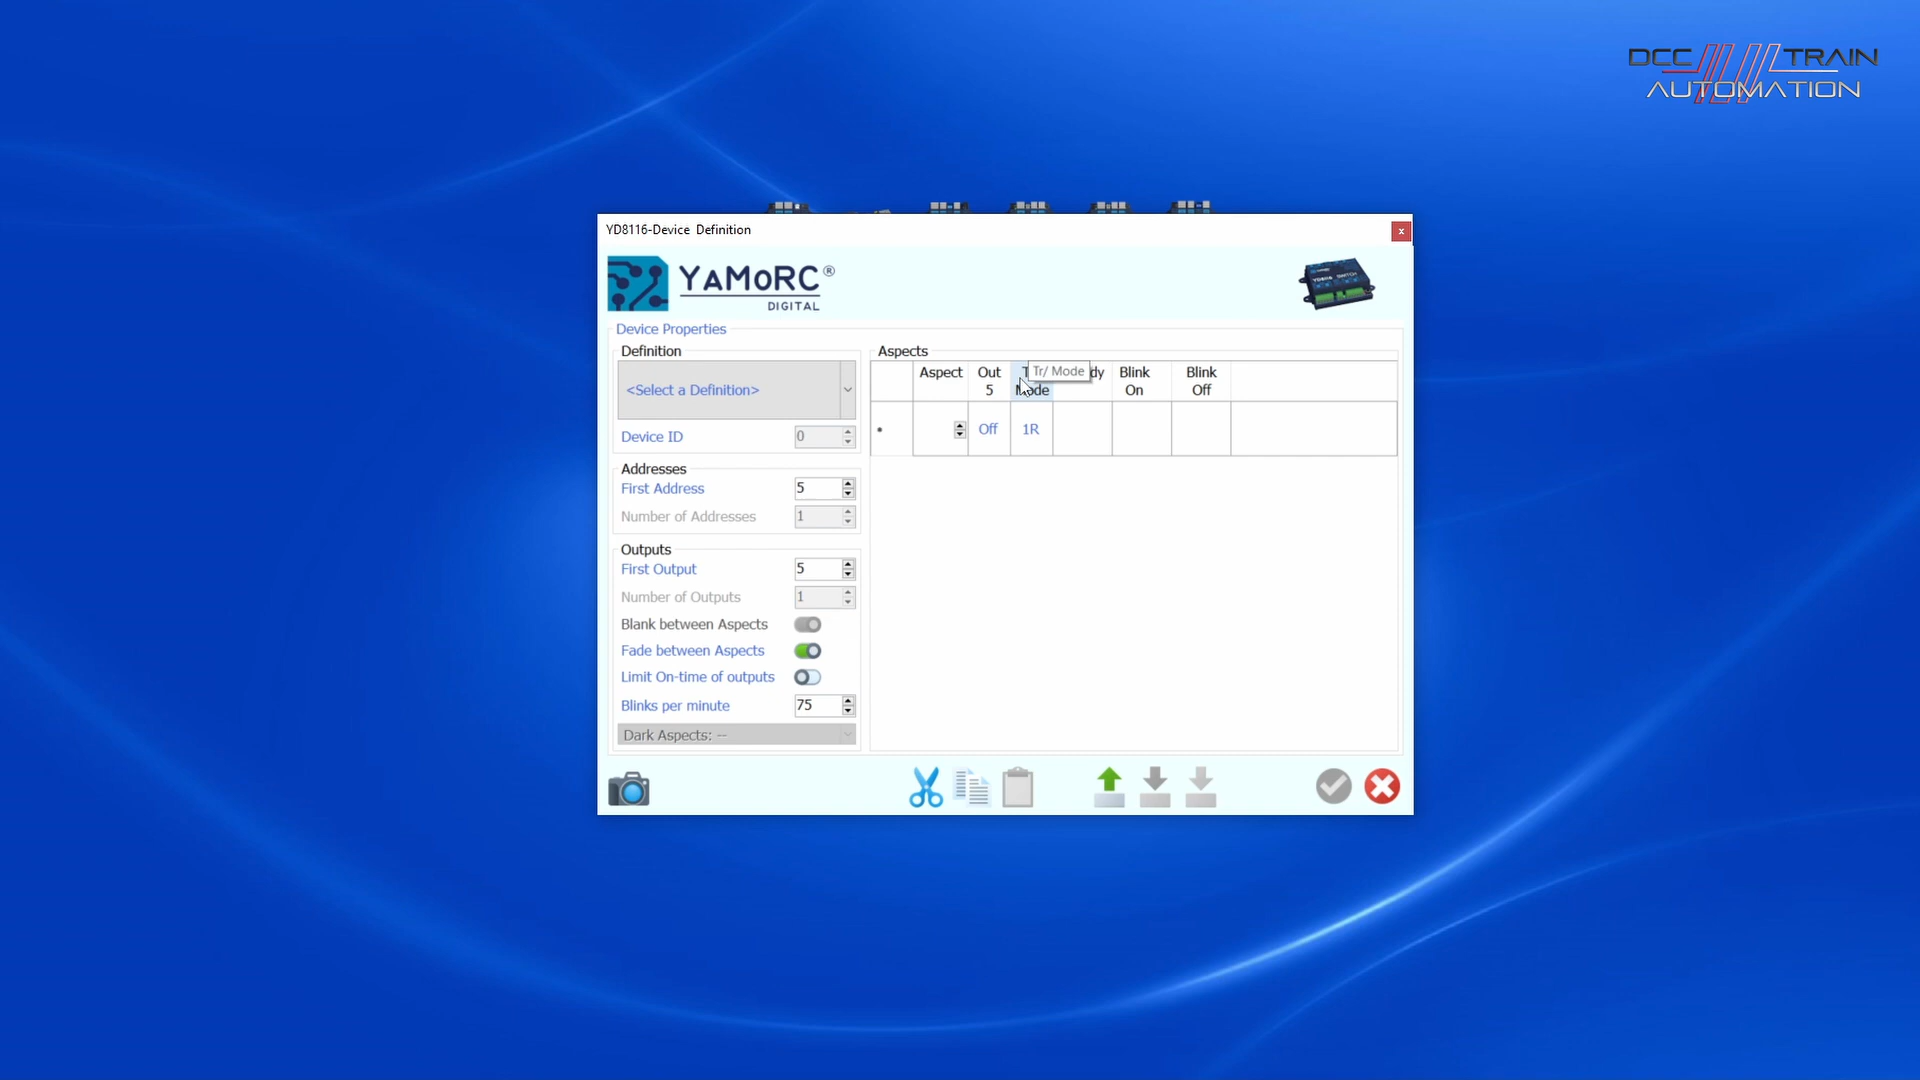 DCC TRAIN
AUTOMATION
YD8116-Device Definition
x
YAMORC®
DIGITAL
Device Properties
Definition
<Select a Definition>
Device ID 0
Addresses
First Address 5
Number of Addresses 1
Outputs
First Output 5
Number of Outputs 1
Blank between Aspects
Fade between Aspects
Limit On-time of outputs
Blinks per minute 75
Dark Aspects: --
Aspects
Aspect Out Tr/ Mode dy Blink Blink
5 Mode On Off
Off 1R